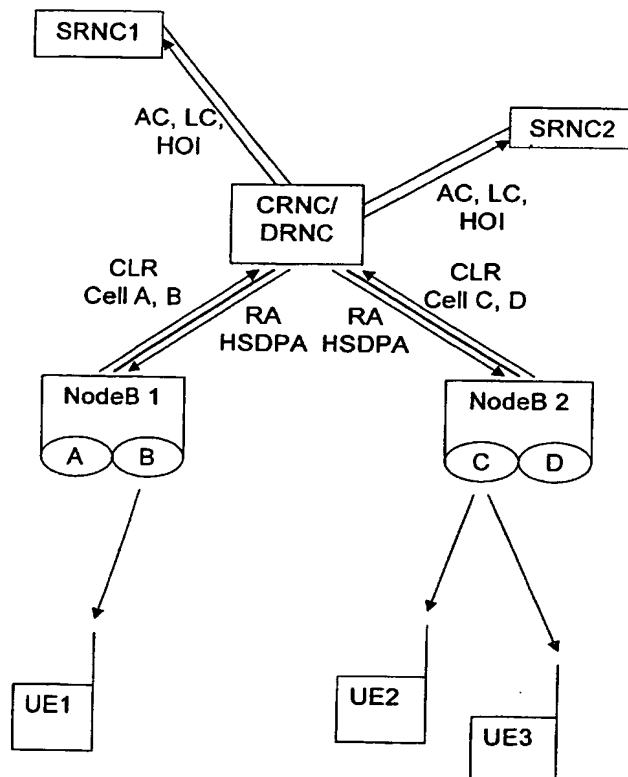 SRNC1
AC, LC,
HOI
SRNC2
CRNC/
DRNC
AC, LC,
HOI
CLR
Cell A, B
CLR
Cell C, D
RA
HSDPA
RA
HSDPA
NodeB 1
A
B
NodeB 2
C
D
UE1
UE2
UE3